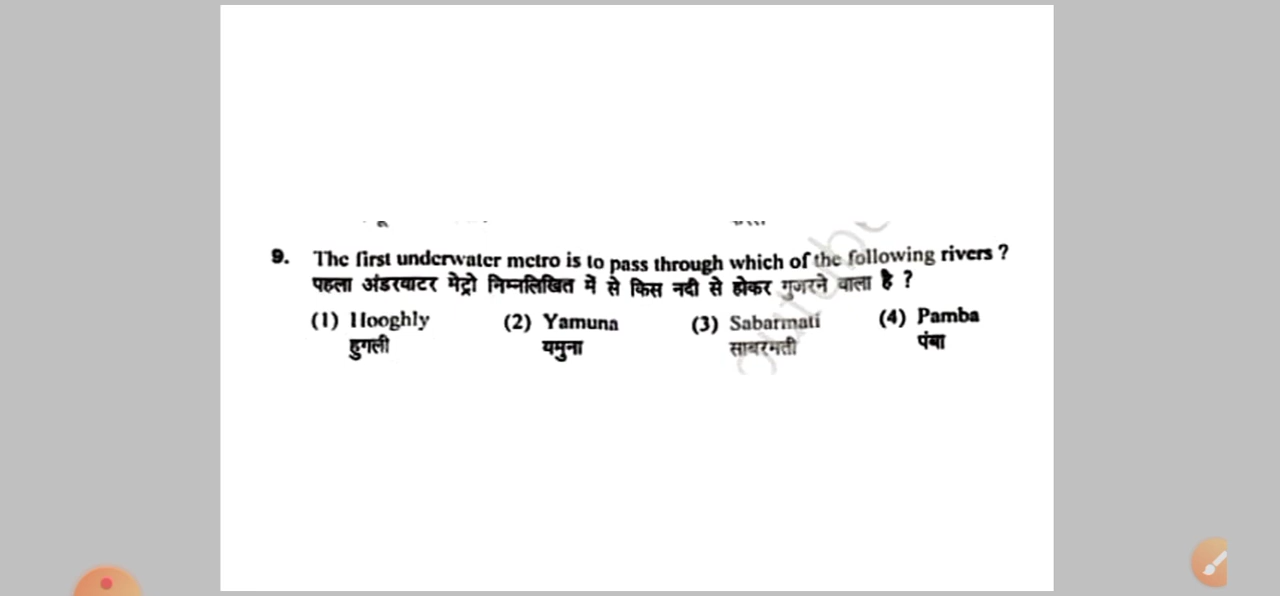 9. The first underwater metro is to pass through which of the following rivers ?
पहला अंडरवाटर मेट्रो निम्नलिखित में से किस नदी से होकर गुजरने वाला है ?
(1) Hooghly (2) Yamuna (3) Sabarmati (4) Pamba
हुगली यमुना साबरमती पंबा